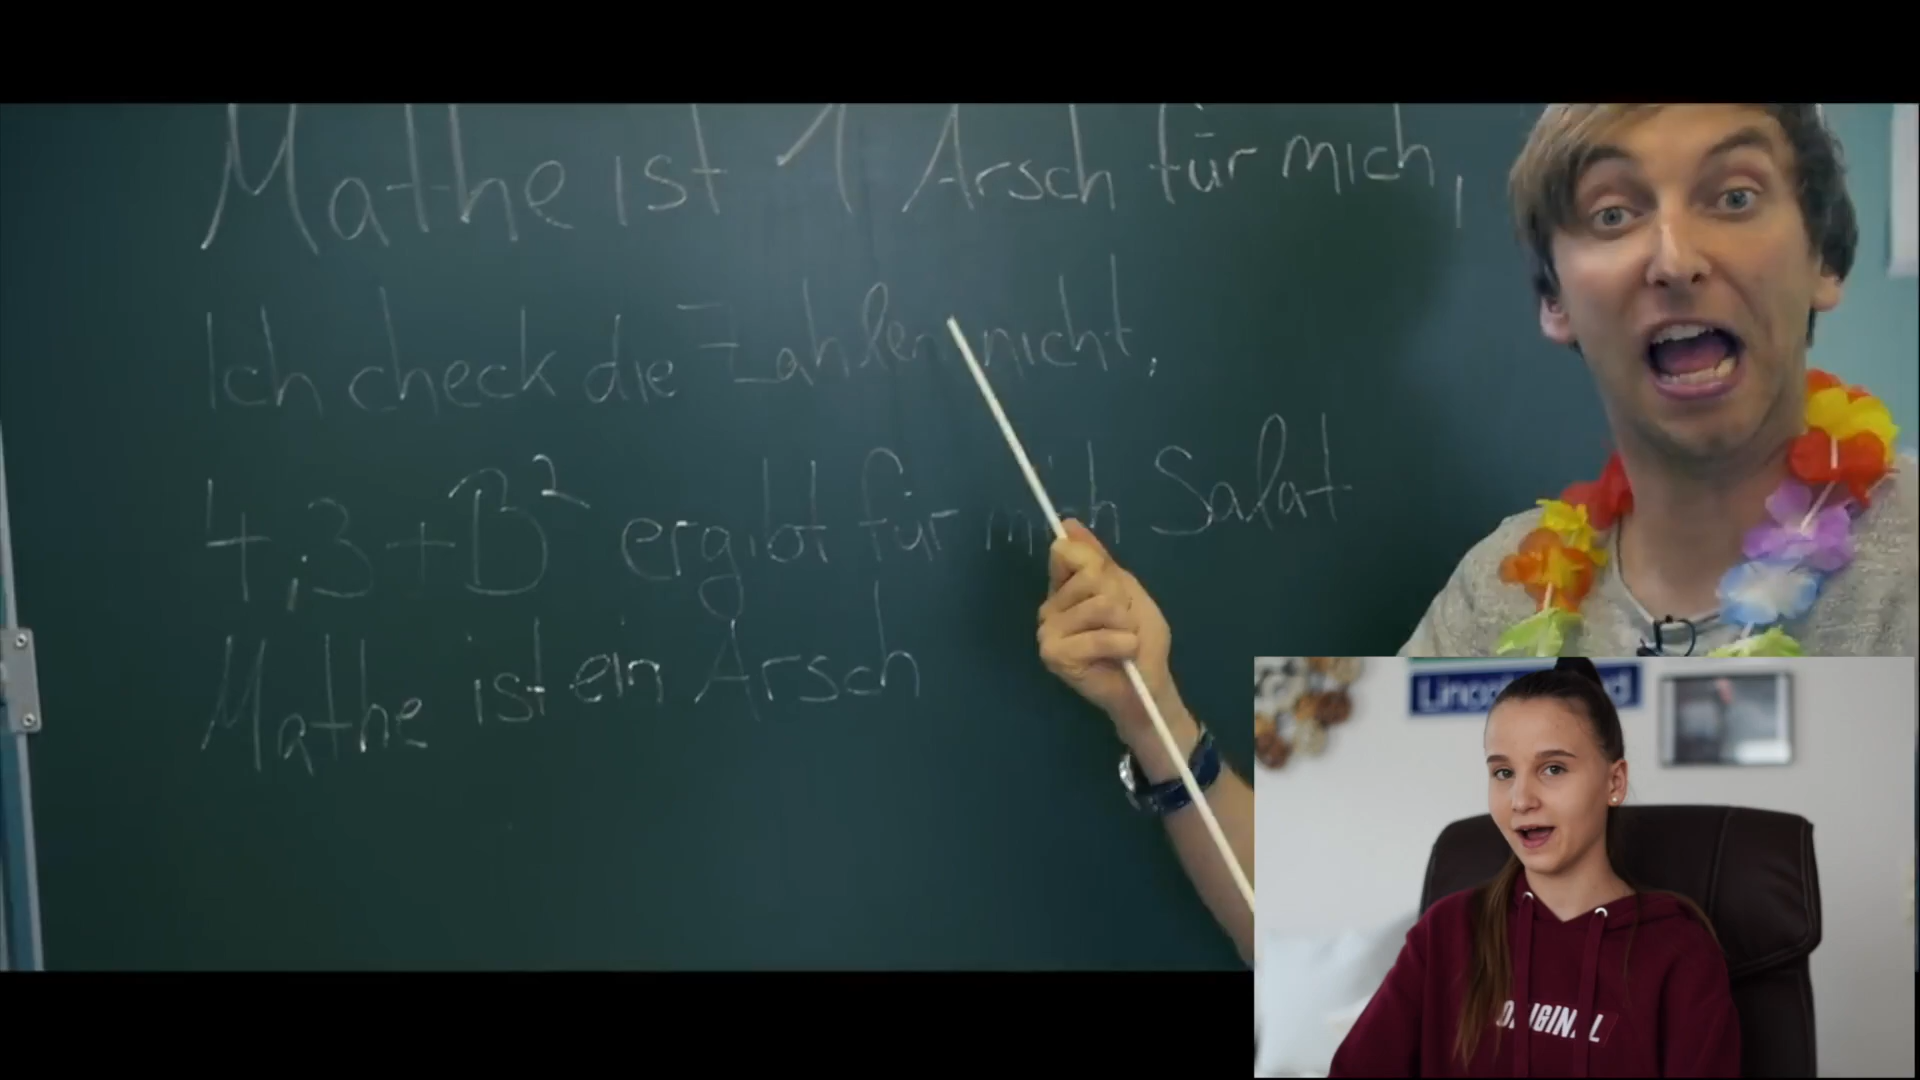 Mathe ist 1 Arsch für mich,
Ich check die Zahlen nicht,
4,3+B² ergibt für mich Salat
Mathe ist ein Arsch
ORIGINAL